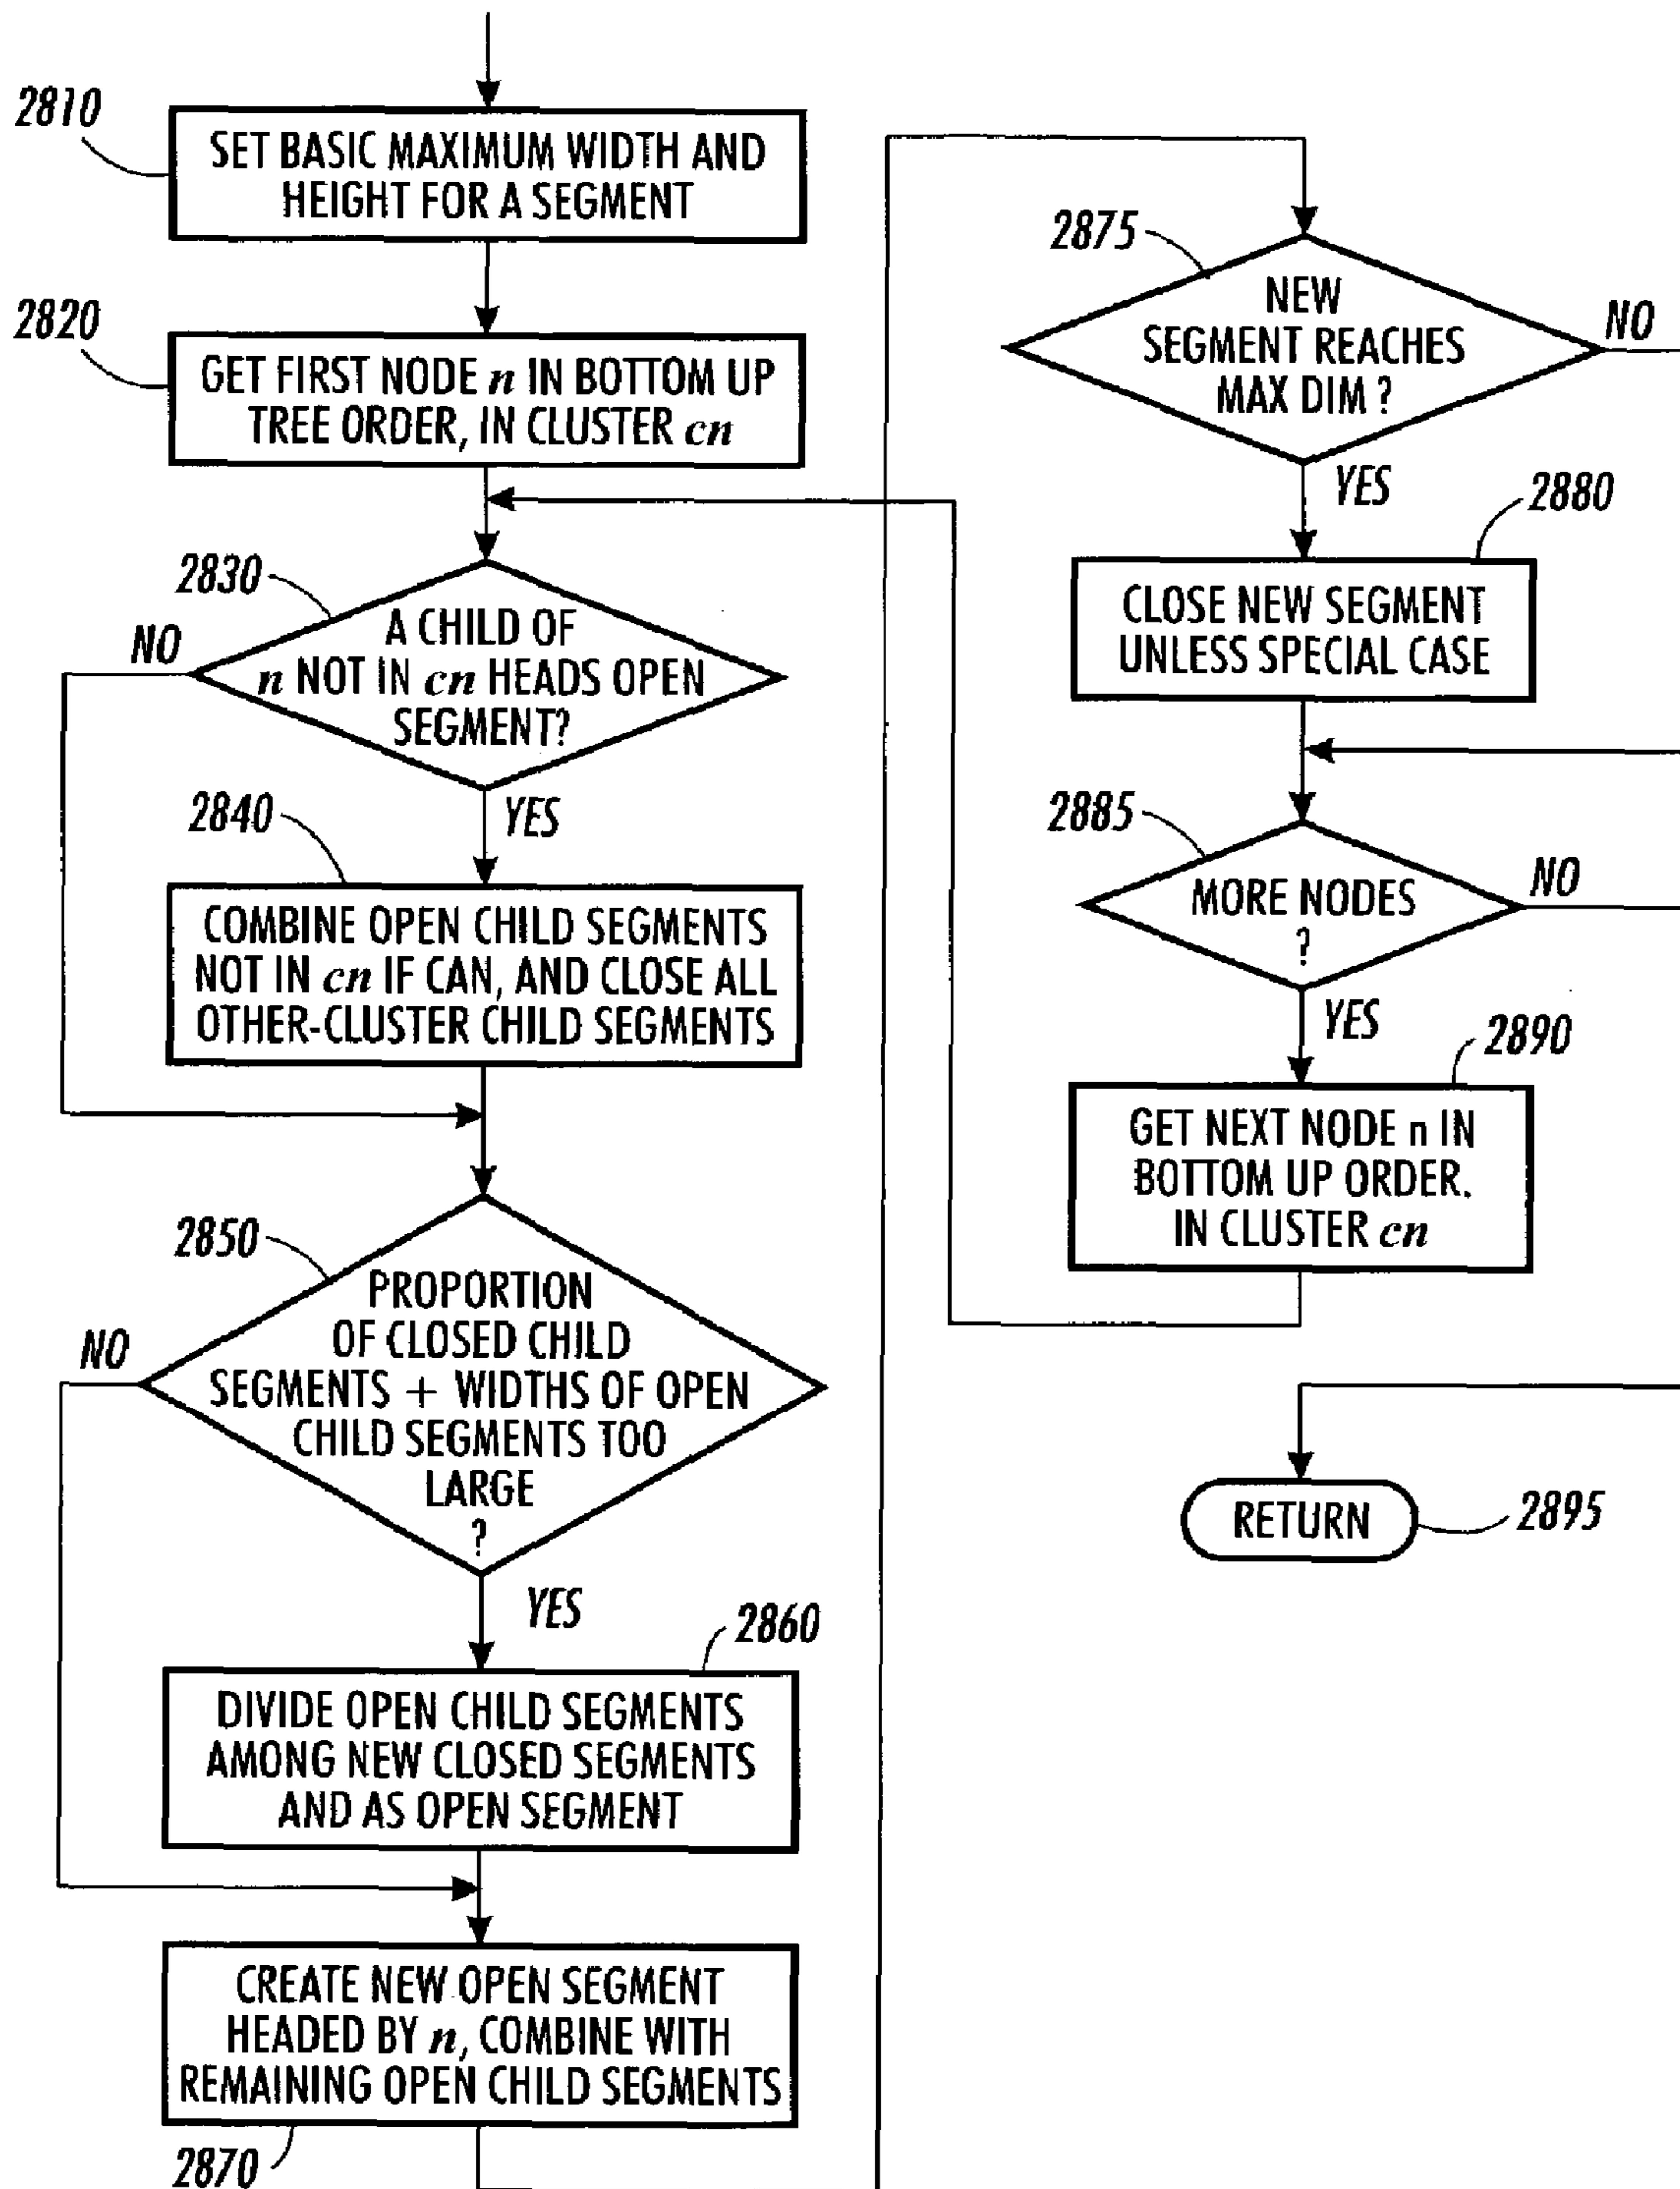 2810
SET BASIC MAXIMUM WIDTH AND
HEIGHT FOR A SEGMENT
2820
GET FIRST NODE n IN BOTTOM UP
TREE ORDER, IN CLUSTER cn
2830
NO
A CHILD OF
n NOT IN cn HEADS OPEN
SEGMENT?
YES
2840
COMBINE OPEN CHILD SEGMENTS
NOT IN cn IF CAN, AND CLOSE ALL
OTHER-CLUSTER CHILD SEGMENTS
2850
NO
PROPORTION
OF CLOSED CHILD
SEGMENTS + WIDTHS OF OPEN
CHILD SEGMENTS TOO
LARGE
?
YES
2860
DIVIDE OPEN CHILD SEGMENTS
AMONG NEW CLOSED SEGMENTS
AND AS OPEN SEGMENT
CREATE NEW OPEN SEGMENT
HEADED BY n, COMBINE WITH
REMAINING OPEN CHILD SEGMENTS
2870
2875
NEW
SEGMENT REACHES
MAX DIM ?
NO
YES
2880
CLOSE NEW SEGMENT
UNLESS SPECIAL CASE
2885
MORE NODES
?
NO
YES
2890
GET NEXT NODE n IN
BOTTOM UP ORDER.
IN CLUSTER cn
RETURN
2895